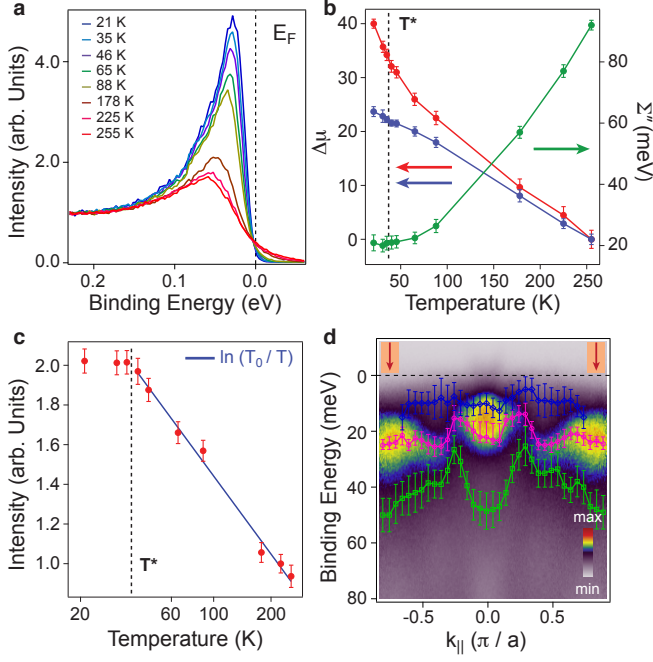 a
21 K
35 K
46 K
65 K
88 K
178 K
225 K
255 K
E_F
4.0
2.0
0.0
0.2
0.1
0.0
Intensity (arb. Units)
Binding Energy (eV)
b
T*
40
30
20
10
0
80
60
40
20
50
100
150
200
250
Δμ
Σ″ (meV)
Temperature (K)
c
ln (T₀ / T)
2.0
1.8
1.6
1.4
1.2
1.0
T*
20
60
100
200
Intensity (arb. Units)
Temperature (K)
d
0
20
40
60
80
max
min
-0.5
0.0
0.5
Binding Energy (meV)
k_|| (π / a)